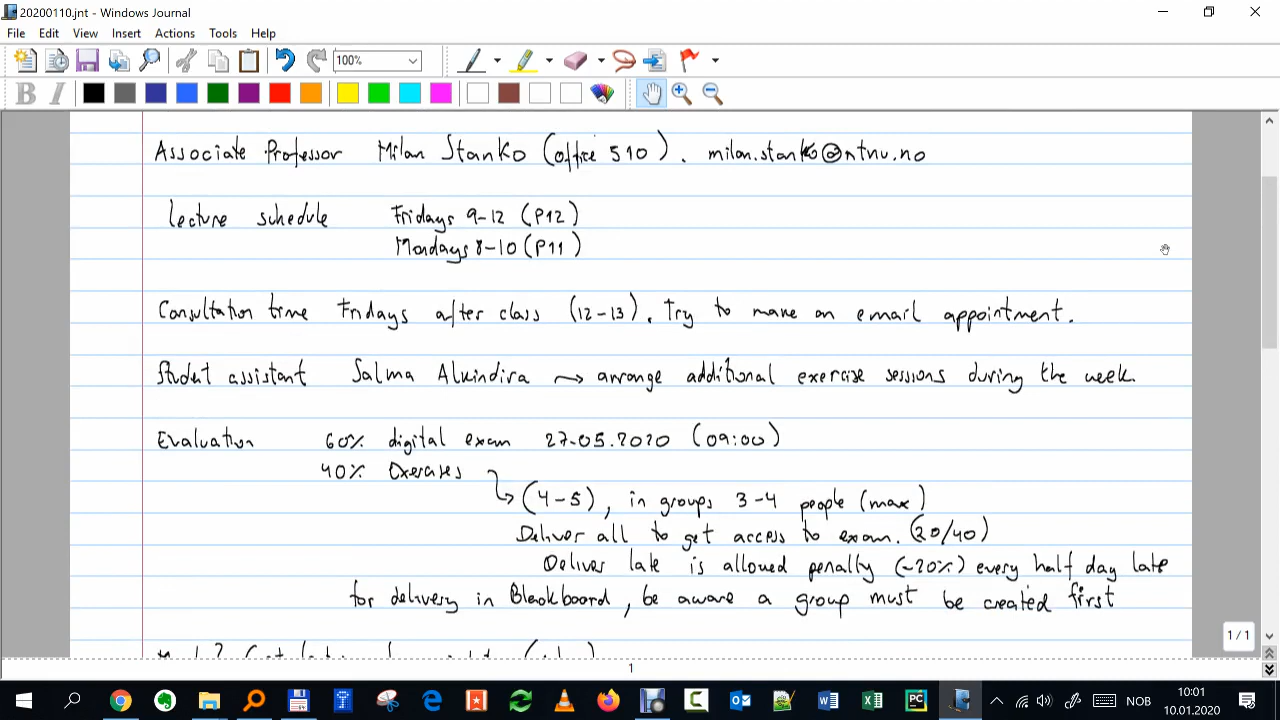 20200110.jnt - Windows Journal
File Edit View Insert Actions Tools Help
100%
B I
Associate Professor Milan Stanko (office 510). milan.stanko@ntnu.no
Lecture schedule Fridays 9-12 (P12)
Mondays 8-10 (P11)
Consultation time Fridays after class (12-13). Try to make an email appointment.
Student assistant Salma Alkindira → arrange additional exercise sessions during the week.
Evaluation 60% digital exam 27.05.2020 (09:00)
40% Exercises
(4-5), in groups 3-4 people (max)
Deliver all to get access to exam. (20/40)
Deliver late is allowed penalty (-20%) every half day late
for delivery in Blackboard, be aware a group must be created first
1/1
1
NOB
10:01
10.01.2020